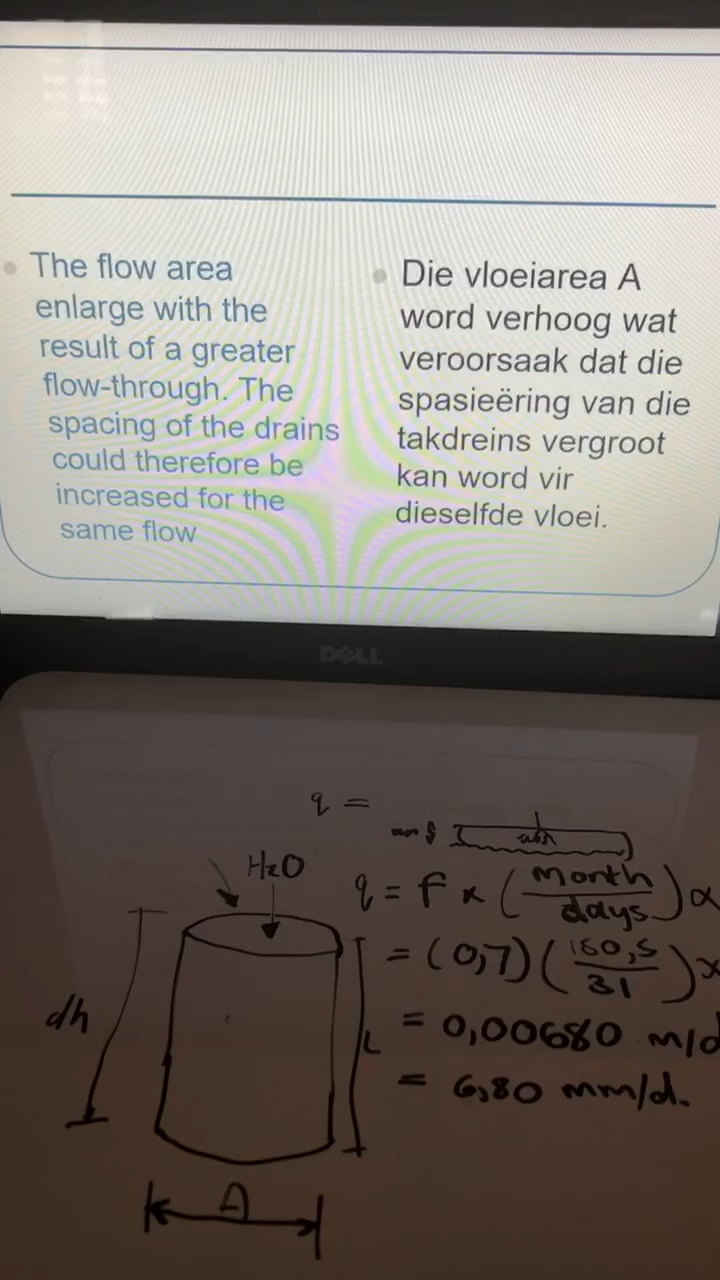 The flow area
enlarge with the
result of a greater
flow-through. The
spacing of the drains
could therefore be
increased for the
same flow
Die vloeiarea A
word verhoog wat
veroorsaak dat die
spasieëring van die
takdreins vergroot
kan word vir
dieselfde vloei.
DELL
q =
H2O
q = f x (month/days) α
= (0,7) (180,5/31) x
dh
L
= 0,00680 m/d
= 6,80 mm/d.
A